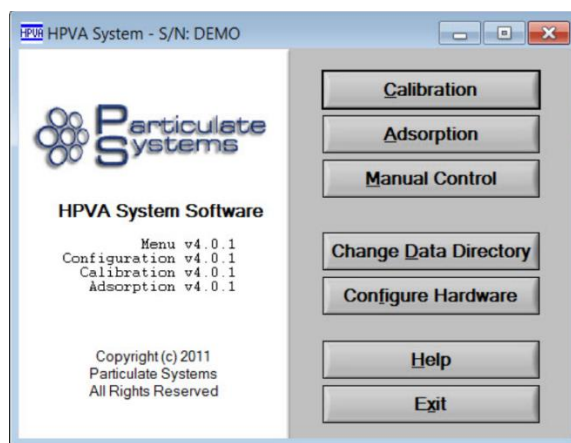 HPVA HPVA System - S/N: DEMO
Particulate
Systems
HPVA System Software
Menu v4.0.1
Configuration v4.0.1
Calibration v4.0.1
Adsorption v4.0.1
Copyright (c) 2011
Particulate Systems
All Rights Reserved
Calibration
Adsorption
Manual Control
Change Data Directory
Configure Hardware
Help
Exit